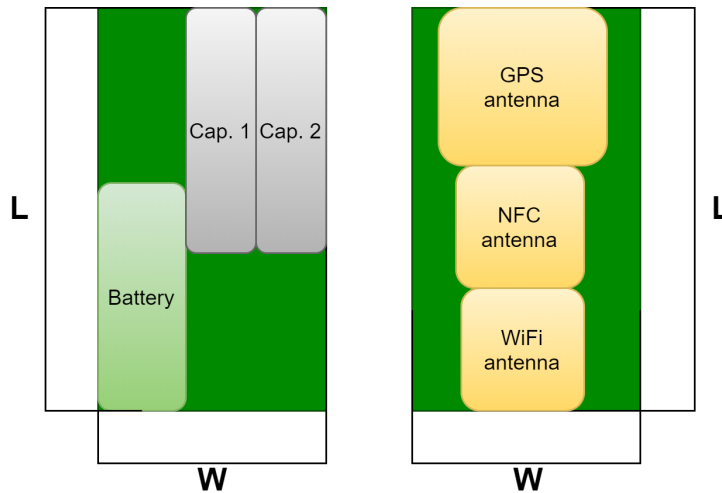 GPS
antenna
Cap. 1
Cap. 2
L
NFC
antenna
L
Battery
WiFi
antenna
W
W